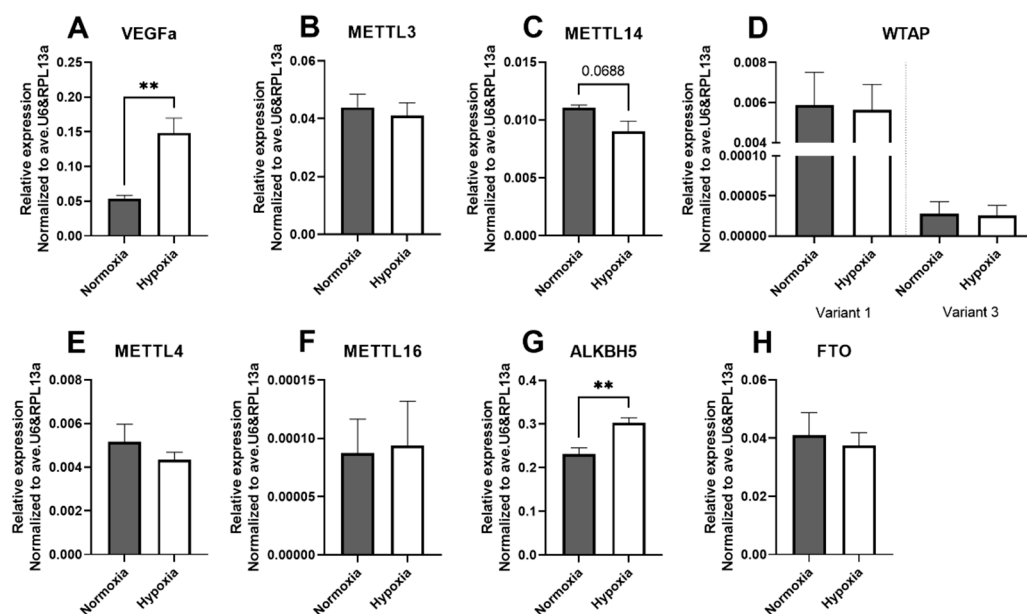 A VEGFa
Relative expression
Normalized to ave.U6&RPL13a
0.25
0.20
0.15
0.10
0.05
0.00
**
Normoxia
Hypoxia
B METTL3
Relative expression
Normalized to ave.U6&RPL13a
0.06
0.04
0.02
0.00
Normoxia
Hypoxia
C METTL14
Relative expression
Normalized to ave.U6&RPL13a
0.015
0.010
0.005
0.000
0.0688
Normoxia
Hypoxia
D WTAP
Relative expression
Normalized to ave.U6&RPL13a
0.008
0.006
0.004
0.00010
0.00005
0.00000
Normoxia
Hypoxia
Normoxia
Hypoxia
Variant 1
Variant 3
E METTL4
Relative expression
Normalized to ave.U6&RPL13a
0.008
0.006
0.004
0.002
0.000
Normoxia
Hypoxia
F METTL16
Relative expression
Normalized to ave.U6&RPL13a
0.00015
0.00010
0.00005
0.00000
Normoxia
Hypoxia
G ALKBH5
Relative expression
Normalized to ave.U6&RPL13a
0.4
0.3
0.2
0.1
0.0
**
Normoxia
Hypoxia
H FTO
Relative expression
Normalized to ave.U6&RPL13a
0.06
0.04
0.02
0.00
Normoxia
Hypoxia